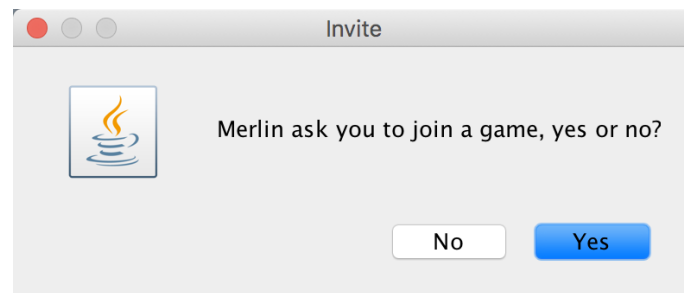 Invite
Merlin ask you to join a game, yes or no?
No Yes